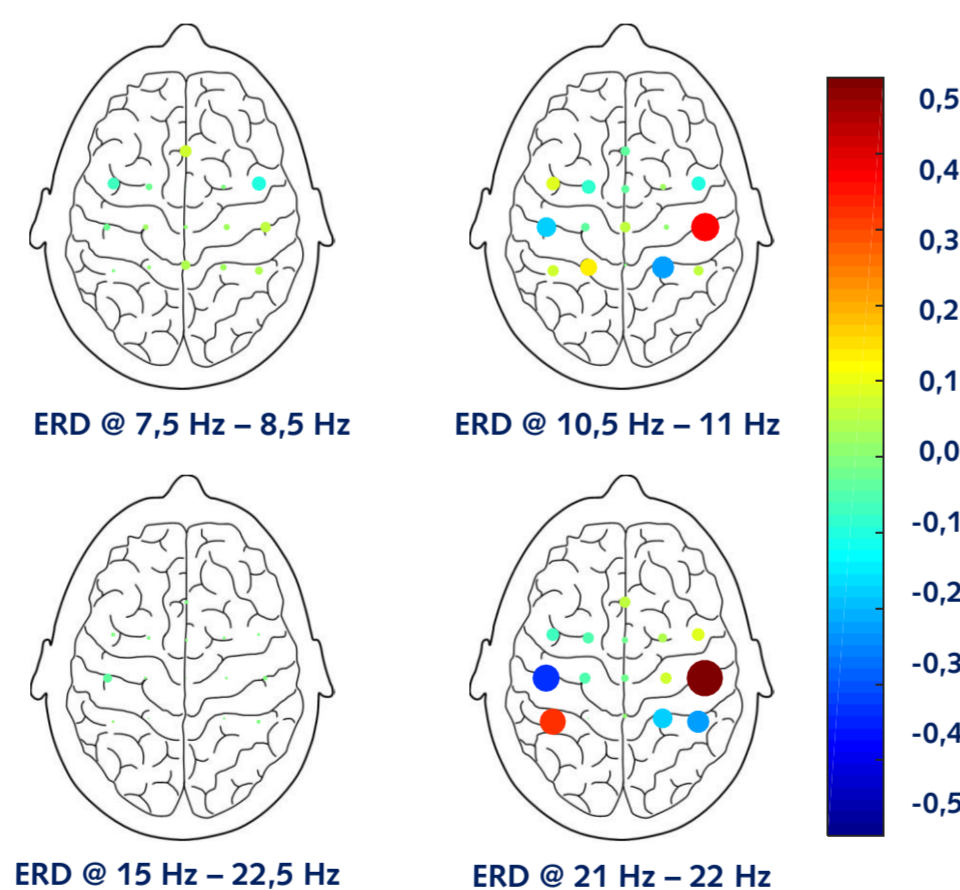 0,5
0,4
0,3
0,2
0,1
0,0
-0,1
-0,2
-0,3
-0,4
-0,5
ERD @ 7,5 Hz – 8,5 Hz
ERD @ 10,5 Hz – 11 Hz
ERD @ 15 Hz – 22,5 Hz
ERD @ 21 Hz – 22 Hz